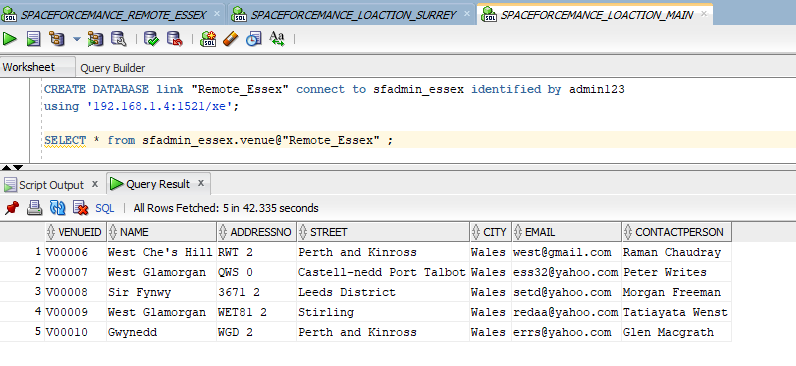 SPACEFORCEMANCE_REMOTE_ESSEX × SPACEFORCEMANCE_LOACTION_SURREY × SPACEFORCEMANCE_LOACTION_MAIN ×
Worksheet Query Builder
CREATE DATABASE link "Remote_Essex" connect to sfadmin_essex identified by admin123
using '192.168.1.4:1521/xe';
SELECT * from sfadmin_essex.venue@"Remote_Essex" ;
Script Output × Query Result ×
SQL | All Rows Fetched: 5 in 42.335 seconds
VENUEID NAME ADDRESSNO STREET CITY EMAIL CONTACTPERSON
1 V00006 West Che's Hill RWT 2 Perth and Kinross Wales west@gmail.com Raman Chaudray
2 V00007 West Glamorgan QWS 0 Castell-nedd Port Talbot Wales ess32@yahoo.com Peter Writes
3 V00008 Sir Fynwy 3671 2 Leeds District Wales setd@yahoo.com Morgan Freeman
4 V00009 West Glamorgan WET81 2 Stirling Wales redaa@yahoo.com Tatiayata Wenst
5 V00010 Gwynedd WGD 2 Perth and Kinross Wales errs@yahoo.com Glen Macgrath